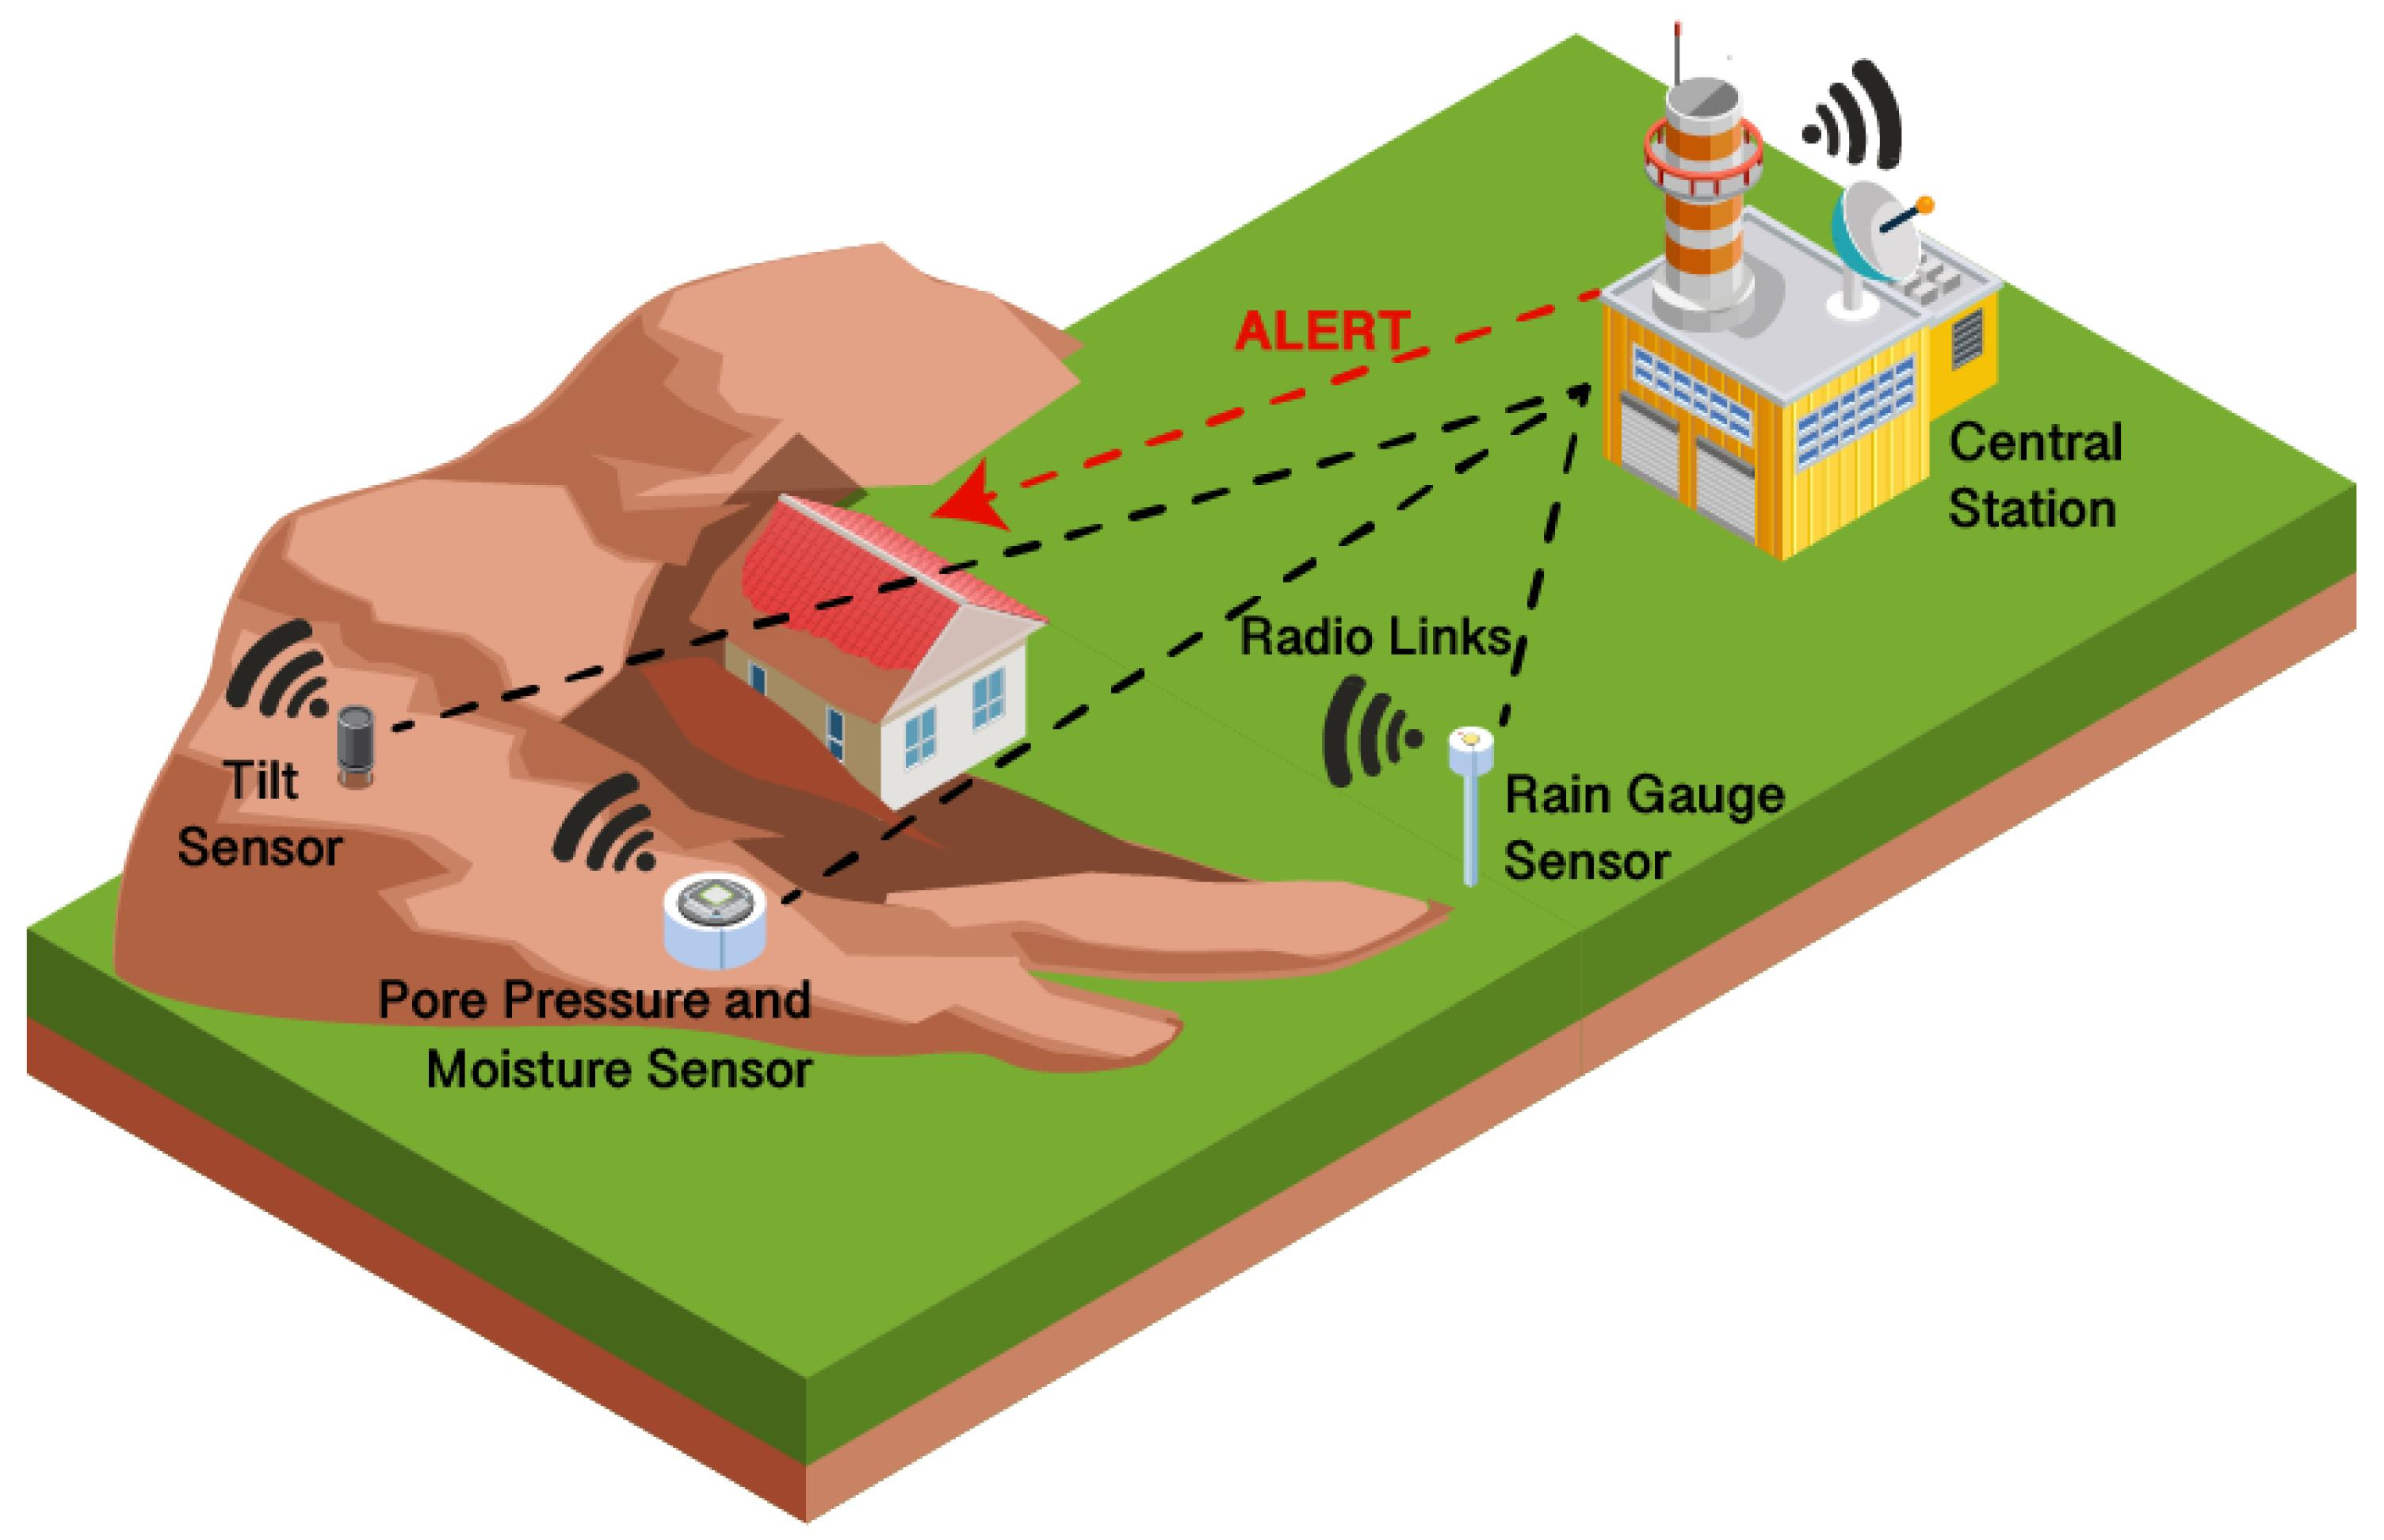 ALERT
Central
Station
Radio Links
Tilt
Sensor
Rain Gauge
Sensor
Pore Pressure and
Moisture Sensor